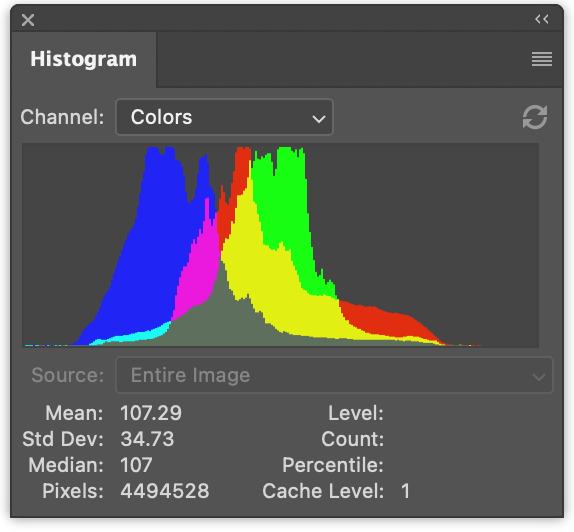 Histogram
Channel: Colors
Source: Entire Image
Mean: 107.29 Level:
Std Dev: 34.73 Count:
Median: 107 Percentile:
Pixels: 4494528 Cache Level: 1